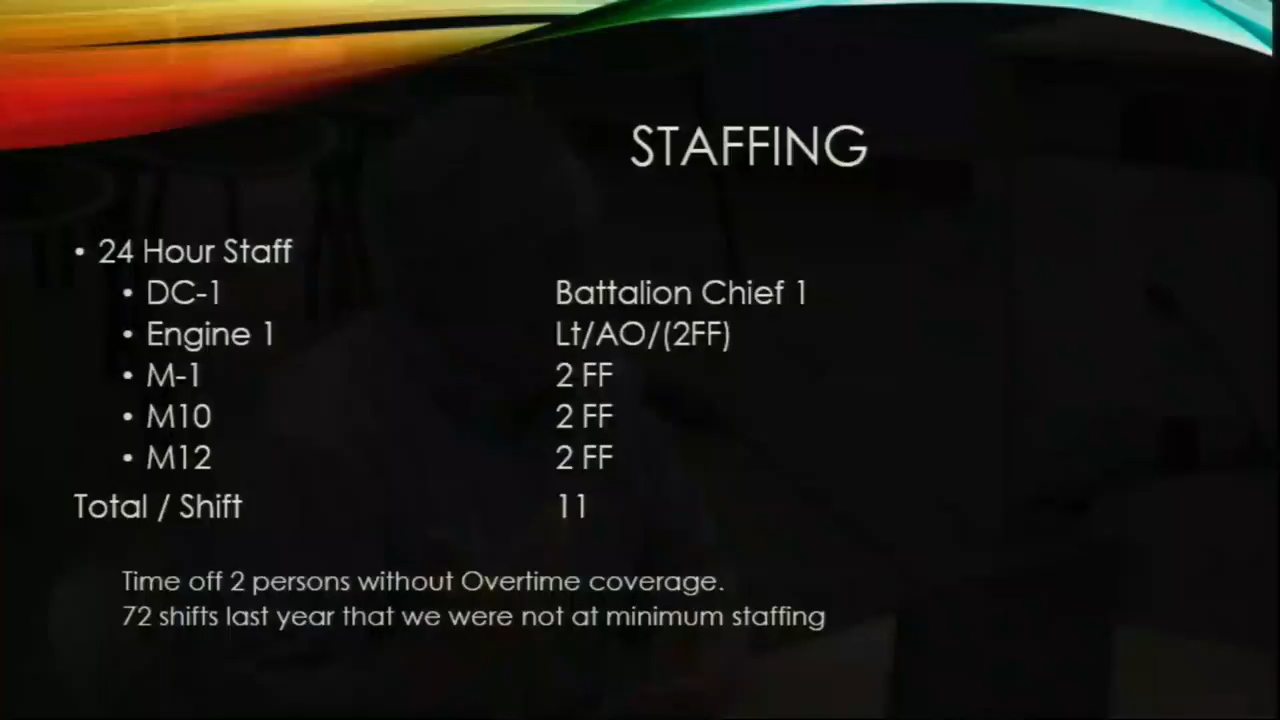 STAFFING
• 24 Hour Staff
• DC-1 Battalion Chief 1
• Engine 1 Lt/AO/(2FF)
• M-1 2 FF
• M10 2 FF
• M12 2 FF
Total / Shift 11
Time off 2 persons without Overtime coverage.
72 shifts last year that we were not at minimum staffing